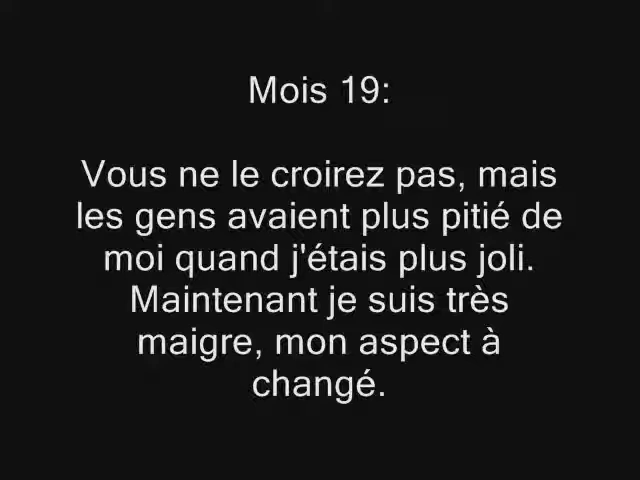 Mois 19:
Vous ne le croirez pas, mais
les gens avaient plus pitié de
moi quand j'étais plus joli.
Maintenant je suis très
maigre, mon aspect à
changé.